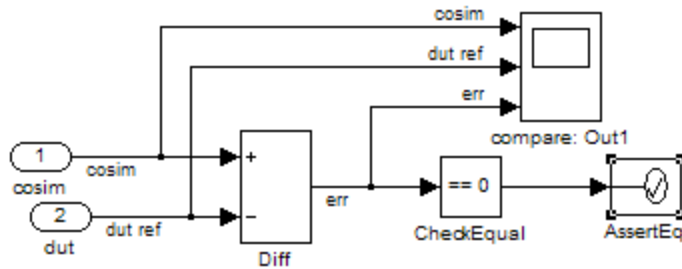 cosim
dut ref
err
compare: Out1
1
cosim
cosim
+
2
dut ref
dut
−
Diff
err
== 0
CheckEqual
AssertEq